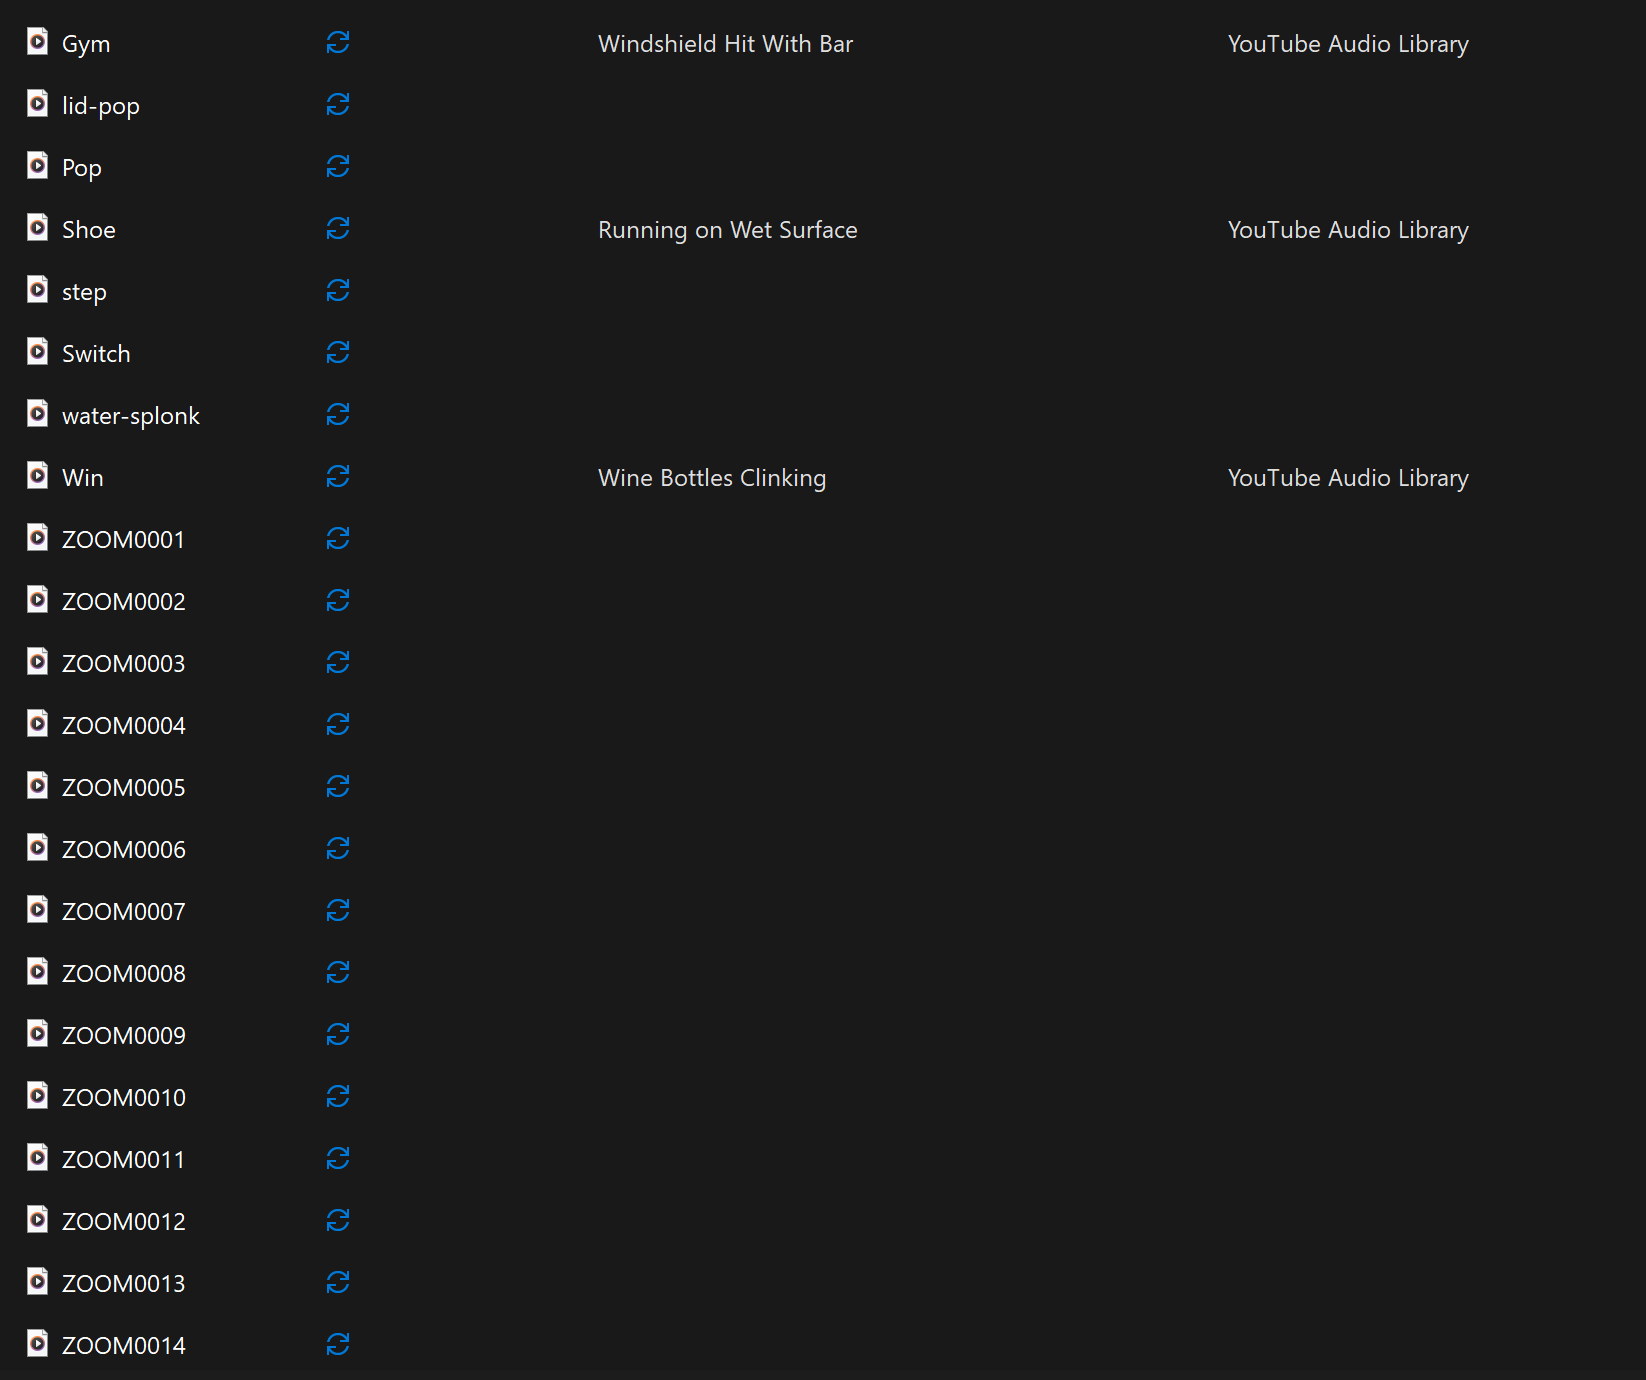 Gym Windshield Hit With Bar YouTube Audio Library
lid-pop
Pop
Shoe Running on Wet Surface YouTube Audio Library
step
Switch
water-splonk
Win Wine Bottles Clinking YouTube Audio Library
ZOOM0001
ZOOM0002
ZOOM0003
ZOOM0004
ZOOM0005
ZOOM0006
ZOOM0007
ZOOM0008
ZOOM0009
ZOOM0010
ZOOM0011
ZOOM0012
ZOOM0013
ZOOM0014